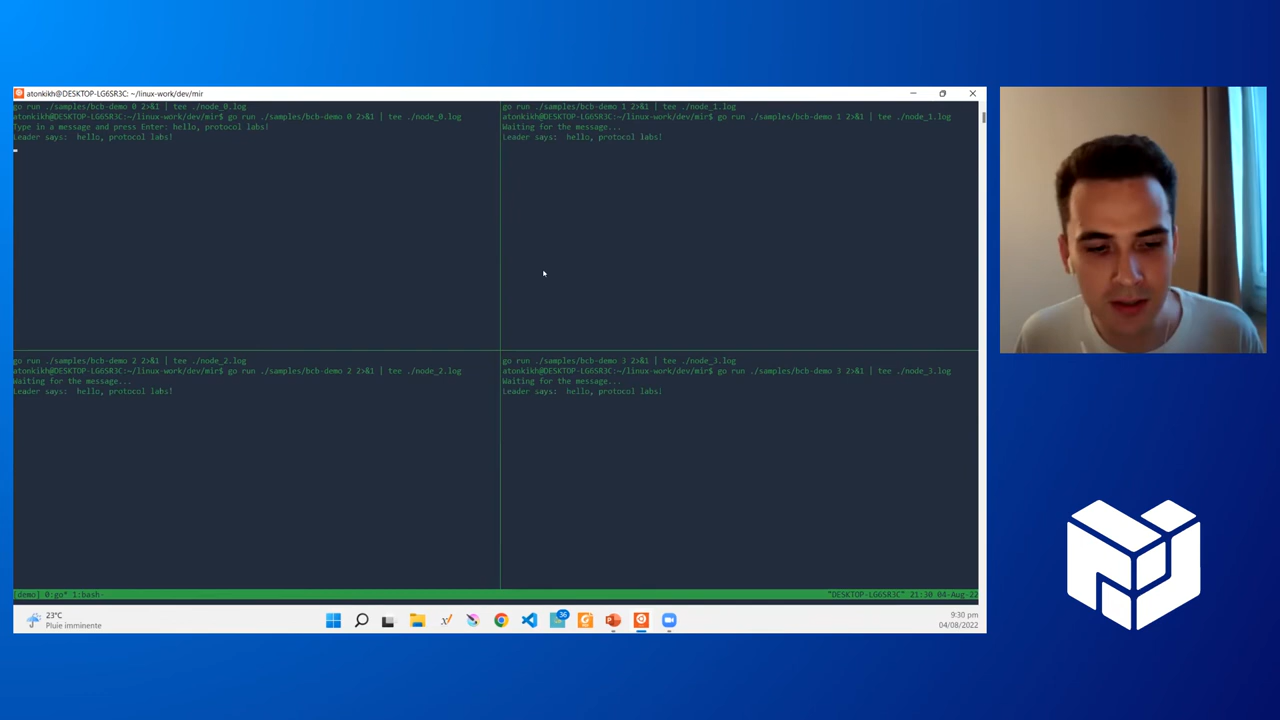 atonkikh@DESKTOP-LG6SR3C: ~/linux-work/dev/mir
go run ./samples/bcb-demo 0 2>&1 | tee ./node_0.log
atonkikh@DESKTOP-LG6SR3C:~/linux-work/dev/mir$ go run ./samples/bcb-demo 0 2>&1 | tee ./node_0.log
Type in a message and press Enter: hello, protocol labs!
Leader says:  hello, protocol labs!
go run ./samples/bcb-demo 1 2>&1 | tee ./node_1.log
atonkikh@DESKTOP-LG6SR3C:~/linux-work/dev/mir$ go run ./samples/bcb-demo 1 2>&1 | tee ./node_1.log
Waiting for the message...
Leader says:  hello, protocol labs!
go run ./samples/bcb-demo 2 2>&1 | tee ./node_2.log
atonkikh@DESKTOP-LG6SR3C:~/linux-work/dev/mir$ go run ./samples/bcb-demo 2 2>&1 | tee ./node_2.log
Waiting for the message...
Leader says:  hello, protocol labs!
go run ./samples/bcb-demo 3 2>&1 | tee ./node_3.log
atonkikh@DESKTOP-LG6SR3C:~/linux-work/dev/mir$ go run ./samples/bcb-demo 3 2>&1 | tee ./node_3.log
Waiting for the message...
Leader says:  hello, protocol labs!
[demo] 0:go* 1:bash-
"DESKTOP-LG6SR3C" 21:30 04-Aug-22
23°C
Pluie imminente
36
9:30 pm
04/08/2022